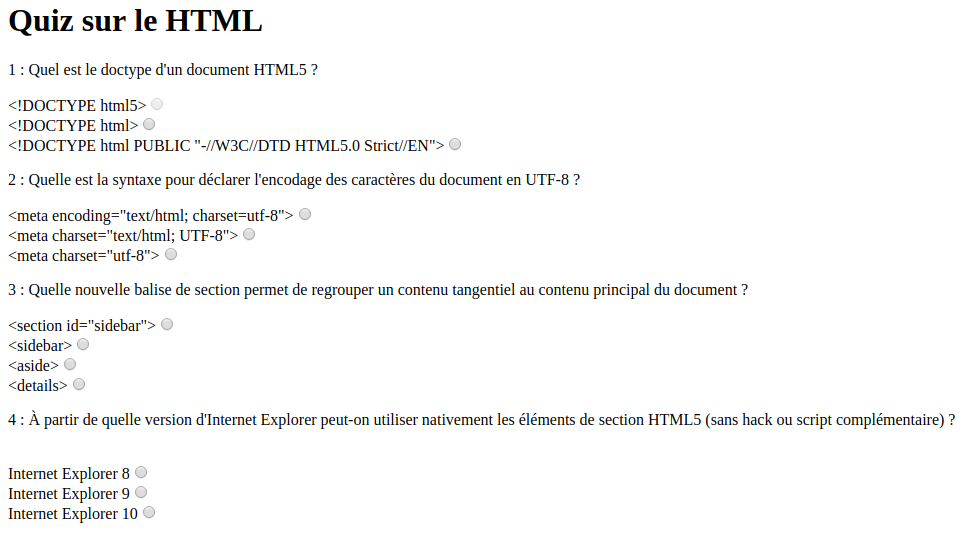 Quiz sur le HTML
1 : Quel est le doctype d'un document HTML5 ?
<!DOCTYPE html5>
<!DOCTYPE html>
<!DOCTYPE html PUBLIC "-//W3C//DTD HTML5.0 Strict//EN">
2 : Quelle est la syntaxe pour déclarer l'encodage des caractères du document en UTF-8 ?
<meta encoding="text/html; charset=utf-8">
<meta charset="text/html; UTF-8">
<meta charset="utf-8">
3 : Quelle nouvelle balise de section permet de regrouper un contenu tangentiel au contenu principal du document ?
<section id="sidebar">
<sidebar>
<aside>
<details>
4 : À partir de quelle version d'Internet Explorer peut-on utiliser nativement les éléments de section HTML5 (sans hack ou script complémentaire) ?
Internet Explorer 8
Internet Explorer 9
Internet Explorer 10